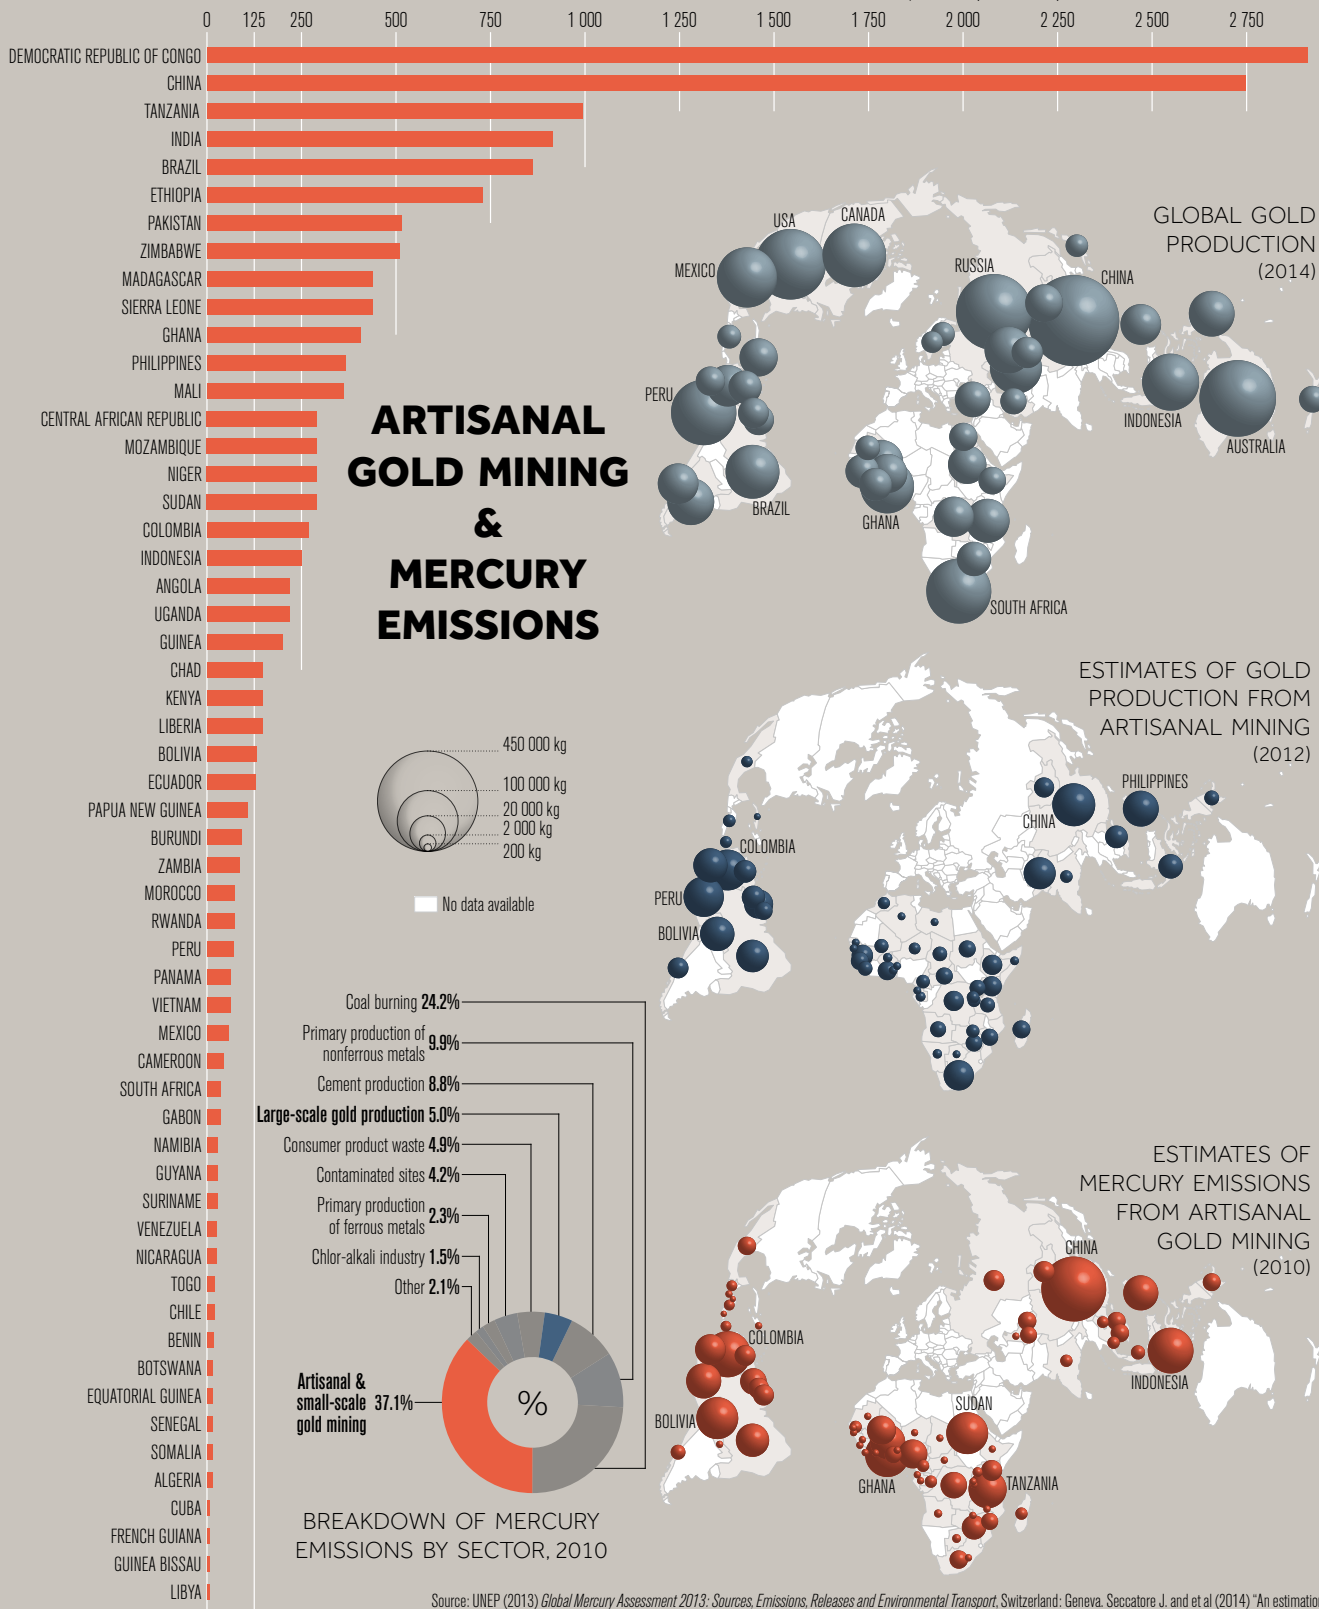 0 125 250 500 750 1 000 1 250 1 500 1 750 2 000 2 250 2 500 2 750
DEMOCRATIC REPUBLIC OF CONGO
CHINA
TANZANIA
INDIA
BRAZIL
ETHIOPIA
PAKISTAN
ZIMBABWE
MADAGASCAR
SIERRA LEONE
GHANA
PHILIPPINES
MALI
CENTRAL AFRICAN REPUBLIC
MOZAMBIQUE
NIGER
SUDAN
COLOMBIA
INDONESIA
ANGOLA
UGANDA
GUINEA
CHAD
KENYA
LIBERIA
BOLIVIA
ECUADOR
PAPUA NEW GUINEA
BURUNDI
ZAMBIA
MOROCCO
RWANDA
PERU
PANAMA
VIETNAM
MEXICO
CAMEROON
SOUTH AFRICA
GABON
NAMIBIA
GUYANA
SURINAME
VENEZUELA
NICARAGUA
TOGO
CHILE
BENIN
BOTSWANA
EQUATORIAL GUINEA
SENEGAL
SOMALIA
ALGERIA
CUBA
FRENCH GUIANA
GUINEA BISSAU
LIBYA
ARTISANAL
GOLD MINING
&
MERCURY
EMISSIONS
GLOBAL GOLD
PRODUCTION
(2014)
USA
CANADA
MEXICO
RUSSIA
CHINA
PERU
BRAZIL
GHANA
INDONESIA
AUSTRALIA
SOUTH AFRICA
450 000 kg
100 000 kg
20 000 kg
2 000 kg
200 kg
No data available
ESTIMATES OF GOLD
PRODUCTION FROM
ARTISANAL MINING
(2012)
PHILIPPINES
CHINA
COLOMBIA
PERU
BOLIVIA
Coal burning 24.2%
Primary production of
nonferrous metals 9.9%
Cement production 8.8%
Large-scale gold production 5.0%
Consumer product waste 4.9%
Contaminated sites 4.2%
Primary production
of ferrous metals 2.3%
Chlor-alkali industry 1.5%
Other 2.1%
Artisanal &
small-scale 37.1%
gold mining
%
BREAKDOWN OF MERCURY
EMISSIONS BY SECTOR, 2010
ESTIMATES OF
MERCURY EMISSIONS
FROM ARTISANAL
GOLD MINING
(2010)
CHINA
COLOMBIA
INDONESIA
BOLIVIA
SUDAN
GHANA
TANZANIA
Source: UNEP (2013) Global Mercury Assessment 2013: Sources, Emissions, Releases and Environmental Transport, Switzerland: Geneva. Seccatore J. and et al (2014) "An estimation